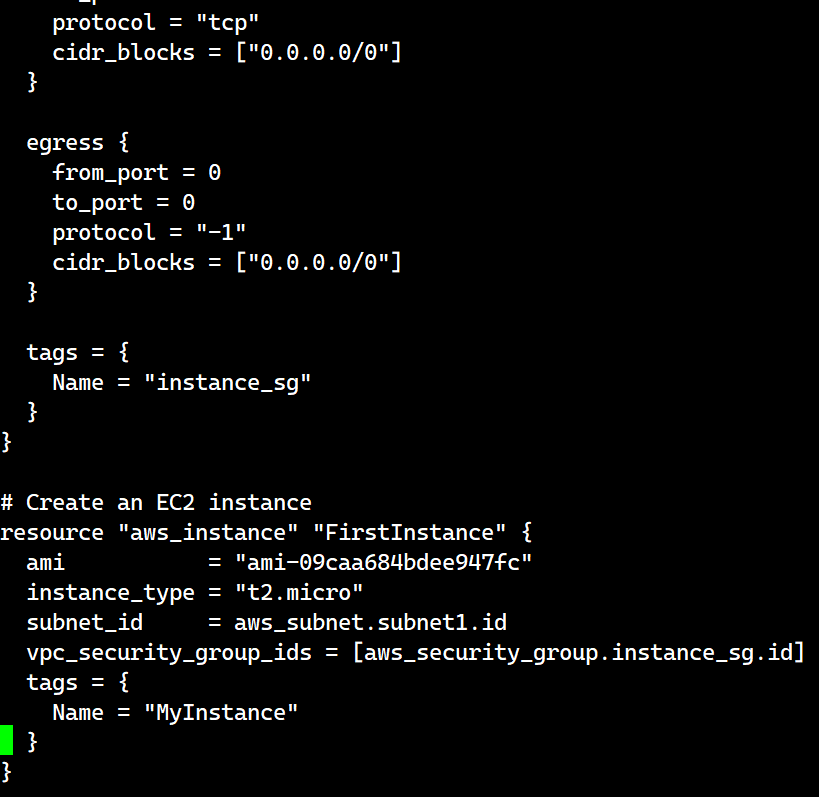 protocol = "tcp"
cidr_blocks = ["0.0.0.0/0"]
}
egress {
from_port = 0
to_port = 0
protocol = "-1"
cidr_blocks = ["0.0.0.0/0"]
}
tags = {
Name = "instance_sg"
}
}
# Create an EC2 instance
resource "aws_instance" "FirstInstance" {
ami = "ami-09caa684bdee947fc"
instance_type = "t2.micro"
subnet_id = aws_subnet.subnet1.id
vpc_security_group_ids = [aws_security_group.instance_sg.id]
tags = {
Name = "MyInstance"
}
}